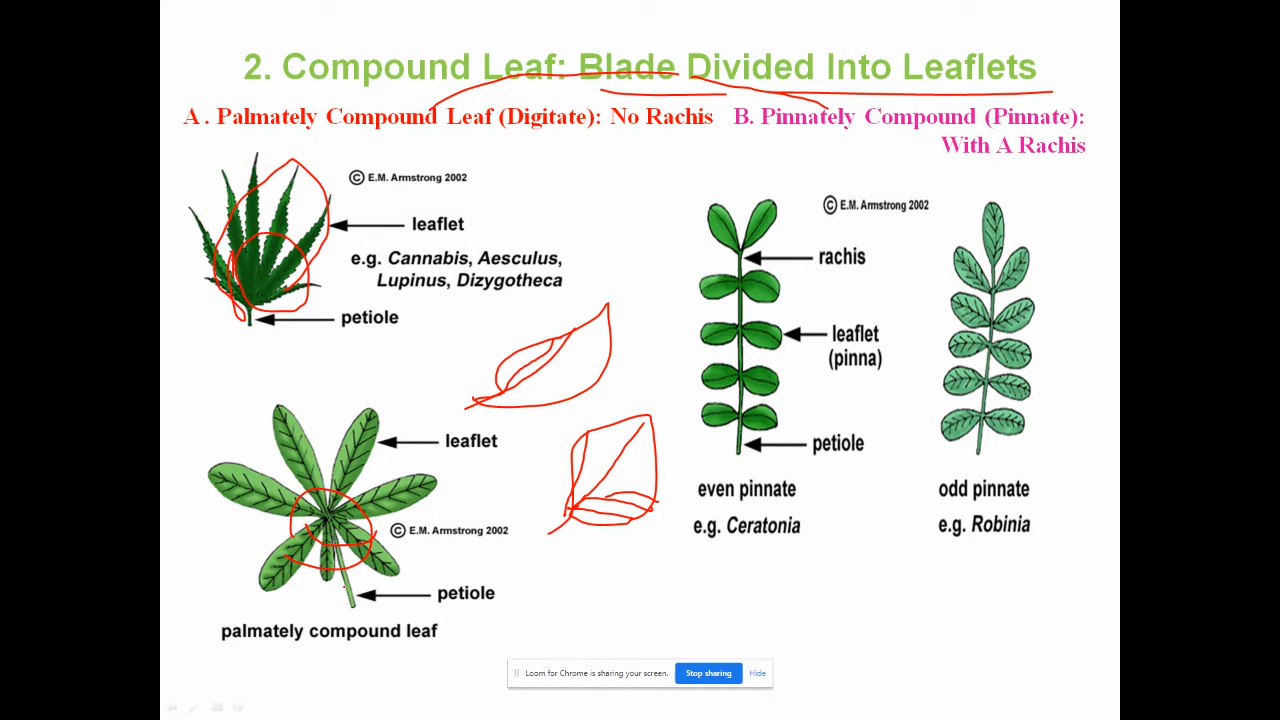 2. Compound Leaf: Blade Divided Into Leaflets
A . Palmately Compound Leaf (Digitate): No Rachis
B. Pinnately Compound (Pinnate):
With A Rachis
© E.M. Armstrong 2002
leaflet
e.g. Cannabis, Aesculus,
Lupinus, Dizygotheca
petiole
leaflet
© E.M. Armstrong 2002
petiole
palmately compound leaf
© E.M. Armstrong 2002
rachis
leaflet
(pinna)
petiole
even pinnate
e.g. Ceratonia
odd pinnate
e.g. Robinia
Loom for Chrome is sharing your screen.
Stop sharing
Hide